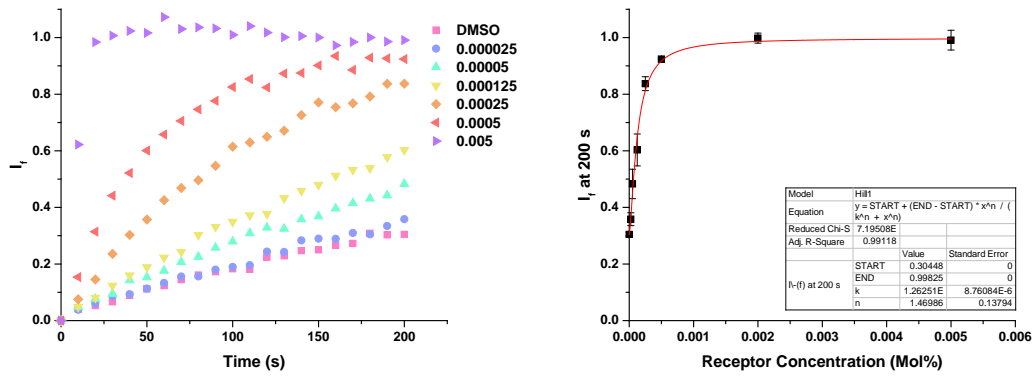 DMSO
0.000025
0.00005
0.000125
0.00025
0.0005
0.005
I_f
1.0
0.8
0.6
0.4
0.2
0.0
0 50 100 150 200
Time (s)
I_f at 200 s
1.0
0.8
0.6
0.4
0.2
0.0
Model Hill1
Equation y = START + (END - START) * x^n / (
k^n + x^n)
Reduced Chi-S 7.19508E
Adj. R-Square 0.99118
Value Standard Error
I\-(f) at 200 s START 0.30448 0
END 0.99825 0
k 1.26251E 8.76084E-6
n 1.46986 0.13794
0.000 0.001 0.002 0.003 0.004 0.005 0.006
Receptor Concentration (Mol%)